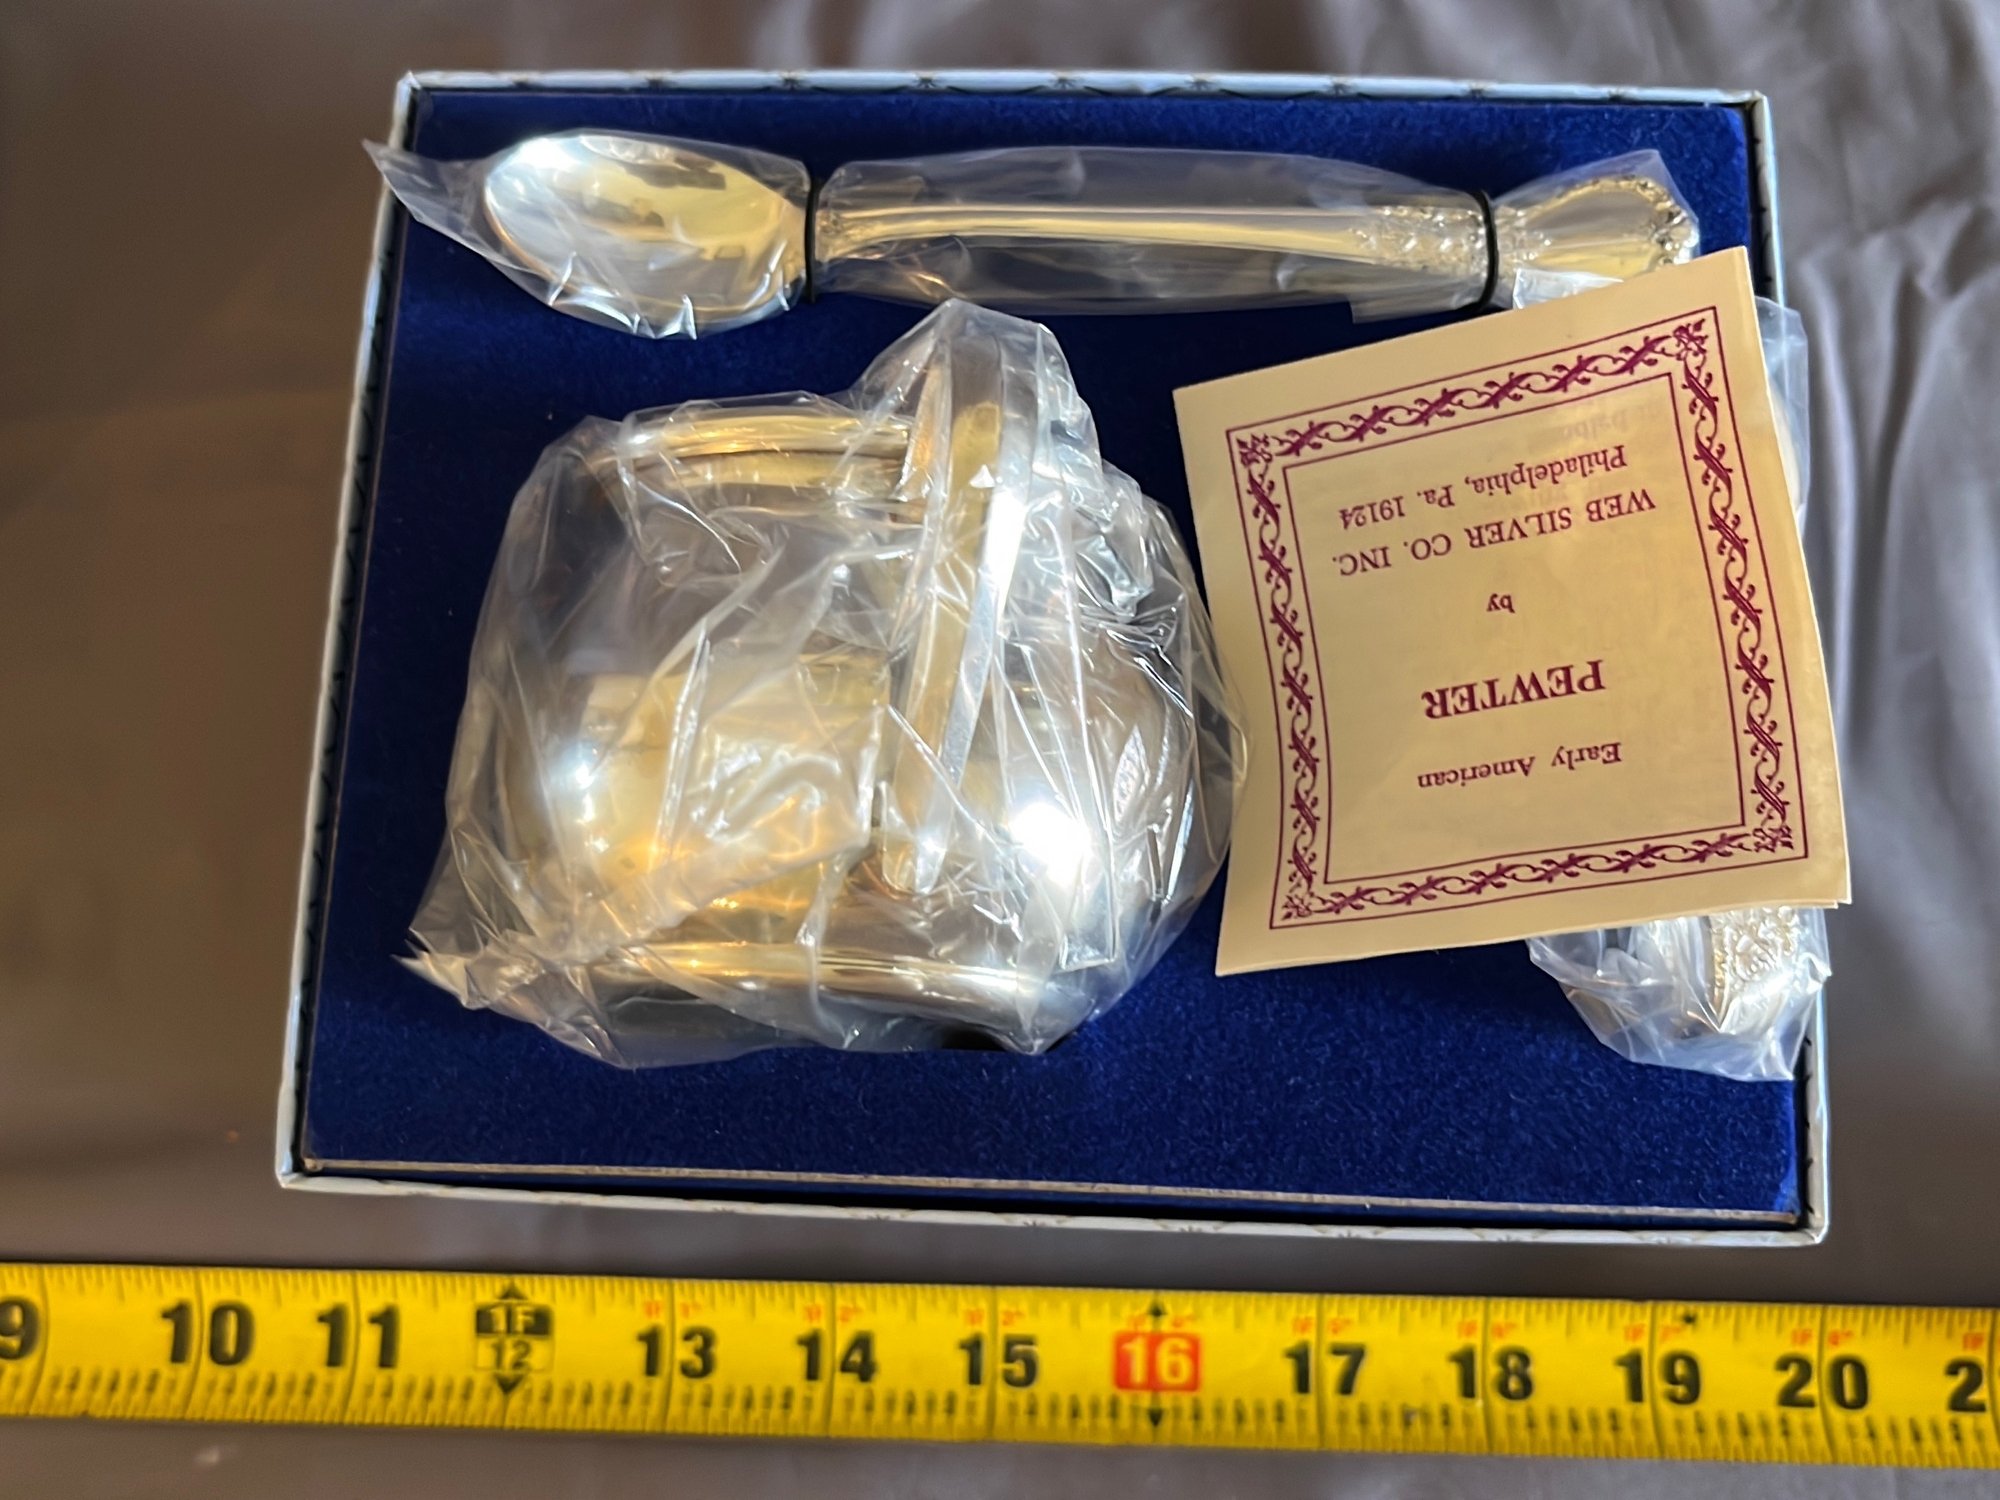 Early American
PEWTER
by
WEB SILVER CO. INC.
Philadelphia, Pa. 19124
9 10 11 1F 12 13 14 15 16 17 18 19 20 2